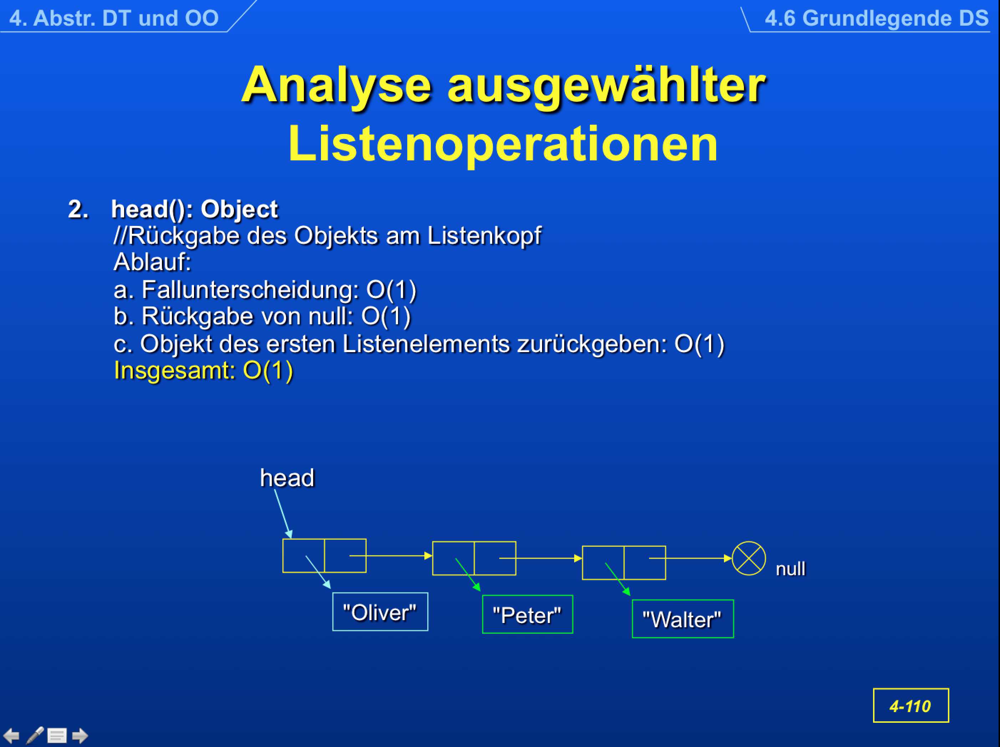 4. Abstr. DT und OO
4.6 Grundlegende DS
Analyse ausgewählter
Listenoperationen
2. head(): Object
//Rückgabe des Objekts am Listenkopf
Ablauf:
a. Fallunterscheidung: O(1)
b. Rückgabe von null: O(1)
c. Objekt des ersten Listenelements zurückgeben: O(1)
Insgesamt: O(1)
head
null
"Oliver"
"Peter"
"Walter"
4-110